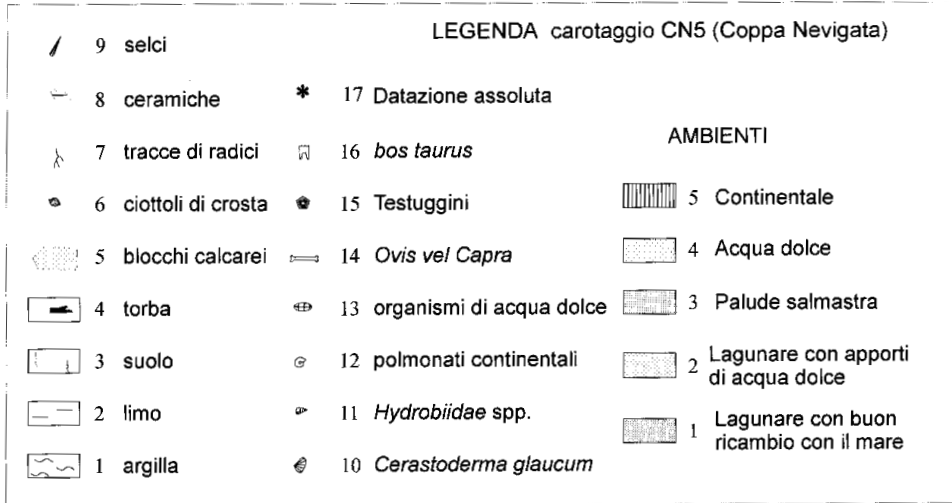 LEGENDA carotaggio CN5 (Coppa Nevigata)
9 selci
8 ceramiche
7 tracce di radici
6 ciottoli di crosta
5 blocchi calcarei
4 torba
3 suolo
2 limo
1 argilla
17 Datazione assoluta
16 bos taurus
15 Testuggini
14 Ovis vel Capra
13 organismi di acqua dolce
12 polmonati continentali
11 Hydrobiidae spp.
10 Cerastoderma glaucum
AMBIENTI
5 Continentale
4 Acqua dolce
3 Palude salmastra
2 Lagunare con apporti
di acqua dolce
1 Lagunare con buon
ricambio con il mare